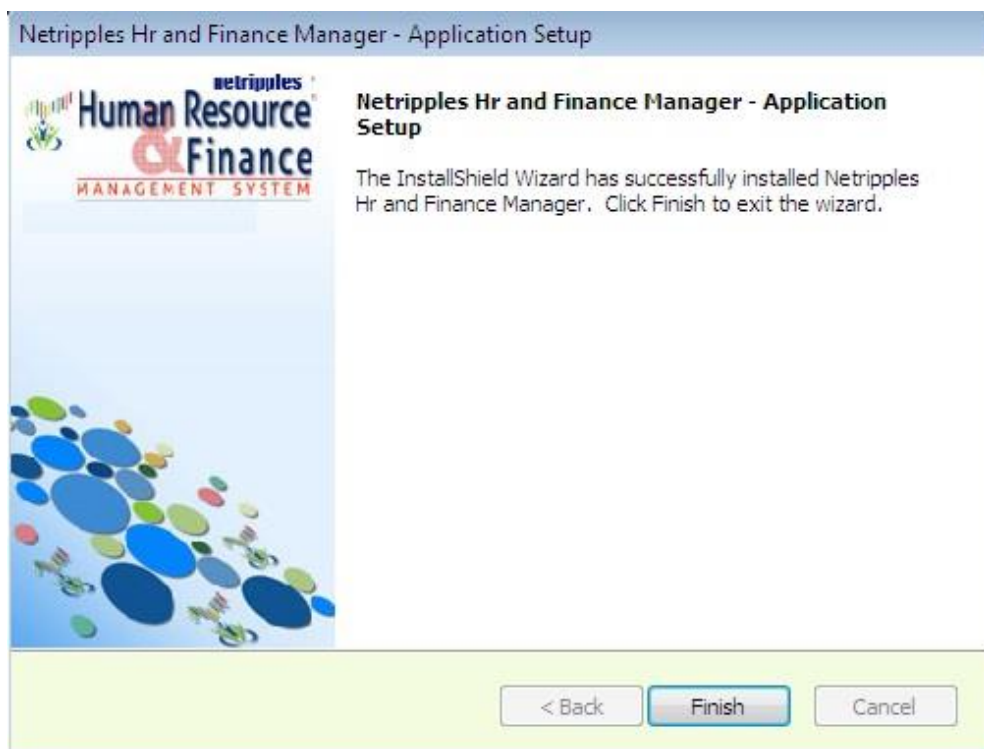 Netripples Hr and Finance Manager - Application Setup
netripples
Human Resource
& Finance
MANAGEMENT SYSTEM
Netripples Hr and Finance Manager - Application
Setup
The InstallShield Wizard has successfully installed Netripples
Hr and Finance Manager. Click Finish to exit the wizard.
< Back
Finish
Cancel